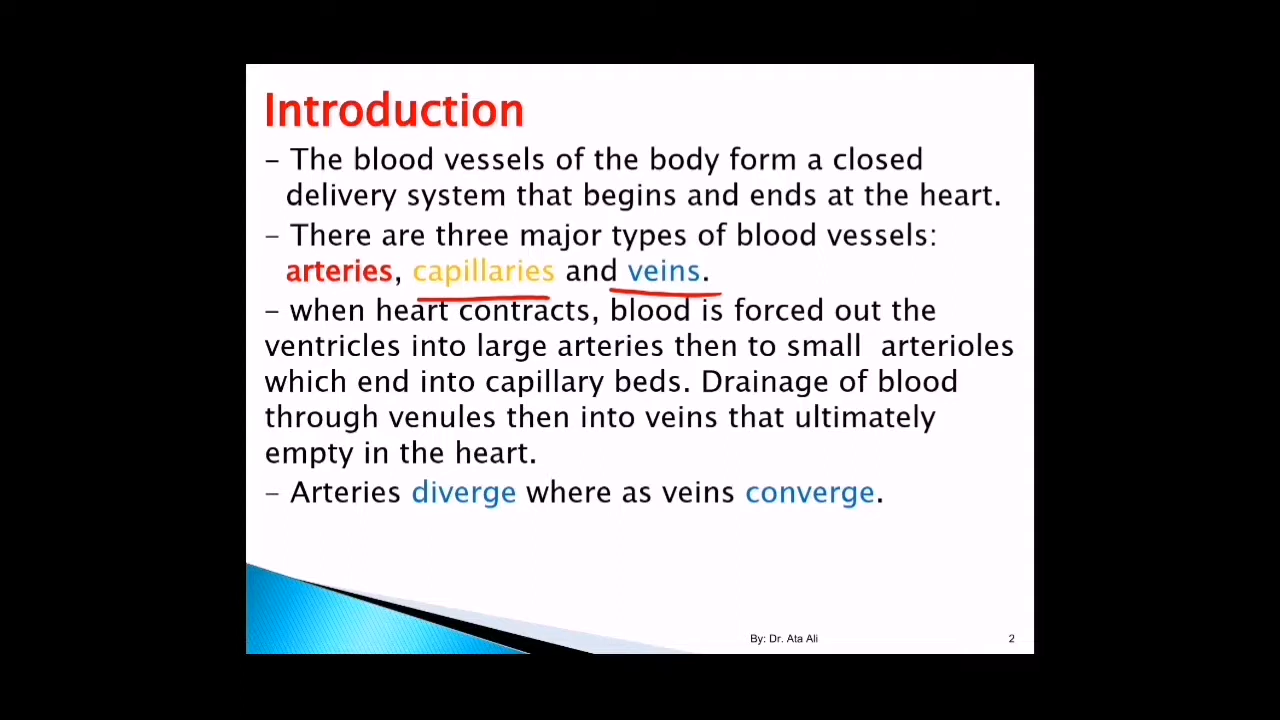 Introduction
– The blood vessels of the body form a closed
delivery system that begins and ends at the heart.
– There are three major types of blood vessels:
arteries, capillaries and veins.
– when heart contracts, blood is forced out the
ventricles into large arteries then to small  arterioles
which end into capillary beds. Drainage of blood
through venules then into veins that ultimately
empty in the heart.
– Arteries diverge where as veins converge.
By: Dr. Ata Ali
2